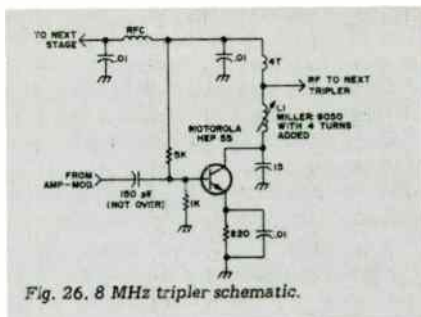 TO NEXT
STAGE
RFC
.01
.01
4T
RF TO NEXT
TRIPLER
L1
MILLER 9050
WITH 4 TURNS
ADDED
MOTOROLA
HEP 55
5K
15
FROM
AMP-MOD.
150 pF
(NOT OVER)
1K
820
.01
Fig. 26. 8 MHz tripler schematic.